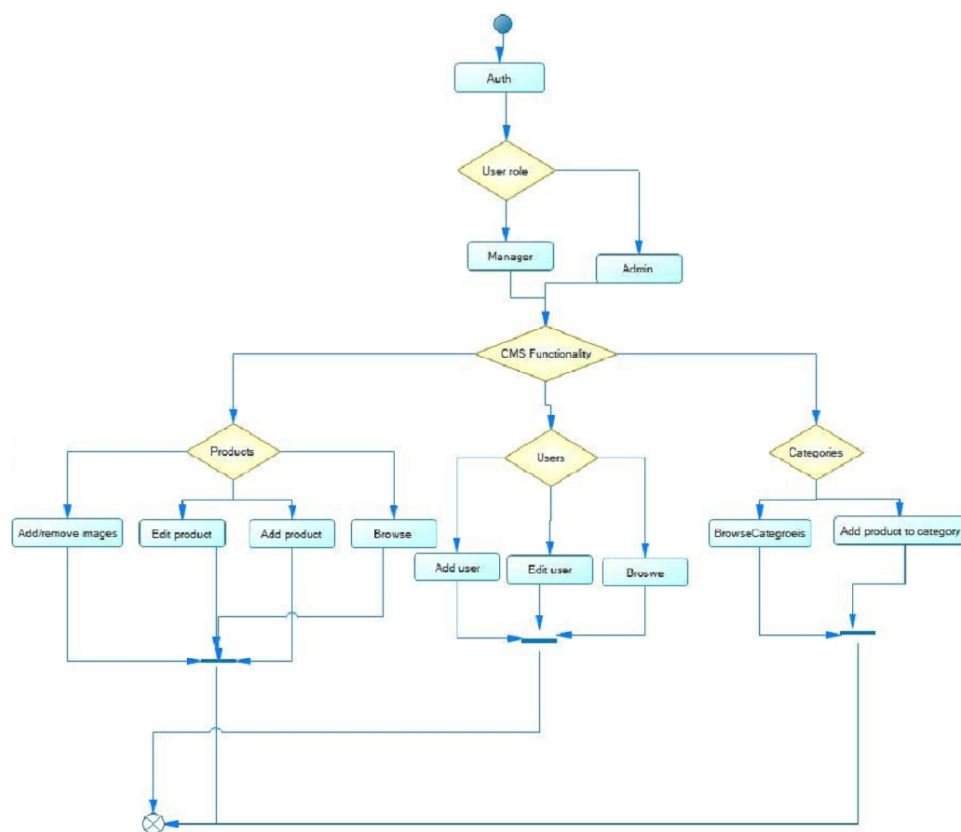 Auth
User role
Manager
Admin
CMS Functionality
Products
Users
Categories
Add/remove images
Edit product
Add product
Browse
Add user
Edit user
Broswe
BrowseCategroeis
Add product to category